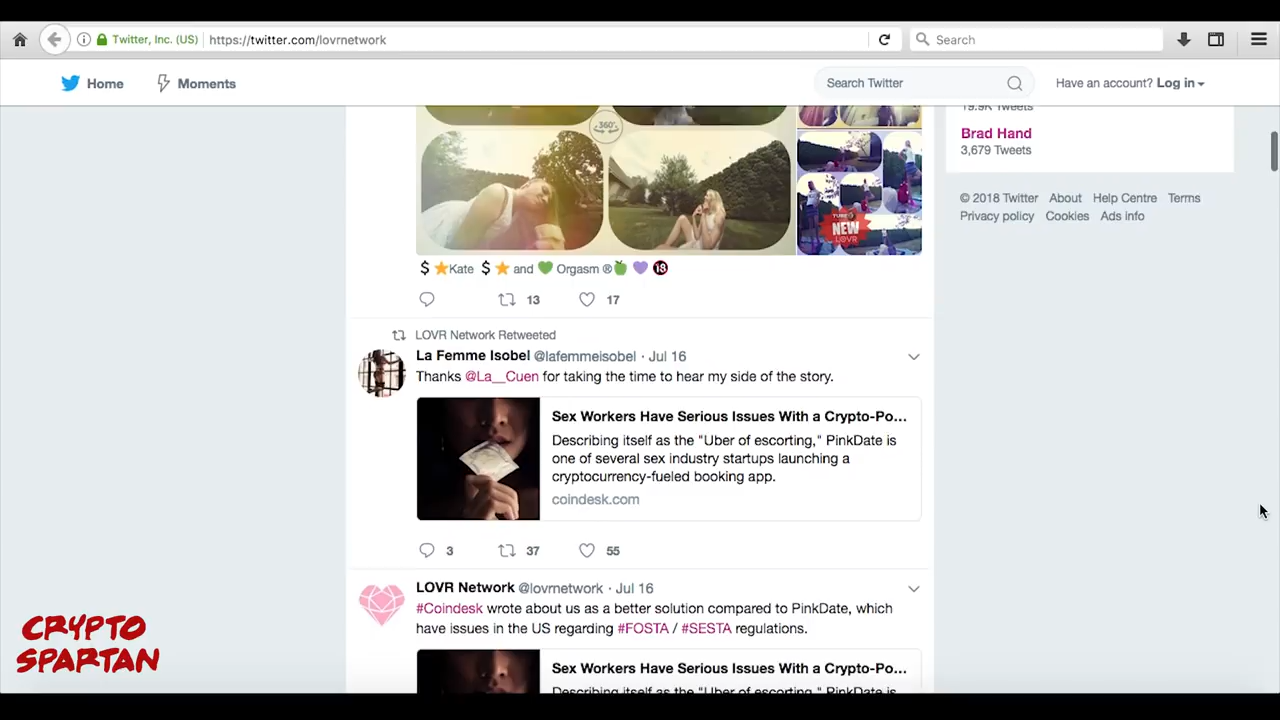 Twitter, Inc. (US) https://twitter.com/lovrnetwork Search
Home Moments Search Twitter Have an account? Log in
19.9K Tweets
Brad Hand
3,679 Tweets
© 2018 Twitter About Help Centre Terms
Privacy policy Cookies Ads info
360°
NEW
LOVR
$ ⭐Kate $ ⭐ and 💚 Orgasm ®🍏 💜 🔞
13 17
LOVR Network Retweeted
La Femme Isobel @lafemmeisobel · Jul 16
Thanks @La__Cuen for taking the time to hear my side of the story.
Sex Workers Have Serious Issues With a Crypto-Po...
Describing itself as the "Uber of escorting," PinkDate is
one of several sex industry startups launching a
cryptocurrency-fueled booking app.
coindesk.com
3 37 55
LOVR Network @lovrnetwork · Jul 16
#Coindesk wrote about us as a better solution compared to PinkDate, which
have issues in the US regarding #FOSTA / #SESTA regulations.
Sex Workers Have Serious Issues With a Crypto-Po...
Describing itself as the "Uber of escorting," PinkDate is
CRYPTO
SPARTAN